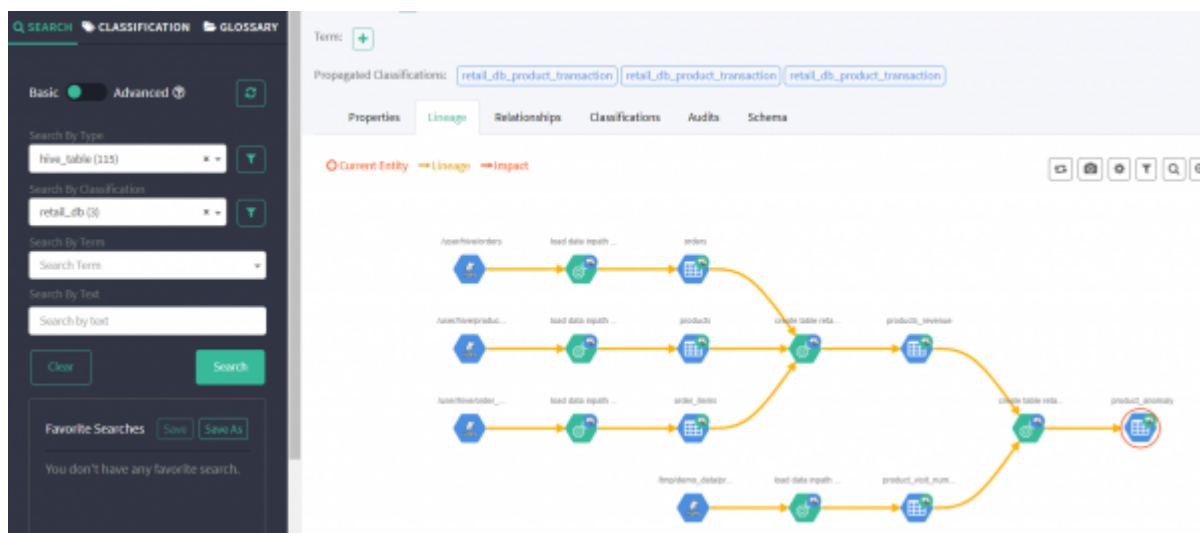 SEARCH CLASSIFICATION GLOSSARY
Basic Advanced
Search By Type
hive_table (115)
Search By Classification
retail_db (3)
Search By Term
Search Term
Search By Text
Search by text
Clear Search
Favorite Searches Save Save As
You don't have any favorite search.
Term:
Propagated Classifications: retail_db_product_transaction retail_db_product_transaction retail_db_product_transaction
Properties Lineage Relationships Classifications Audits Schema
Current Entity Lineage Impact
/user/hive/orders load data inpath ... orders
/user/hive/produc... load data inpath ... products create table reta... products_revenue
/user/hive/order_... load data inpath ... order_items create table reta... product_anomaly
/tmp/demo_data/pr... load data inpath ... product_visit_num...